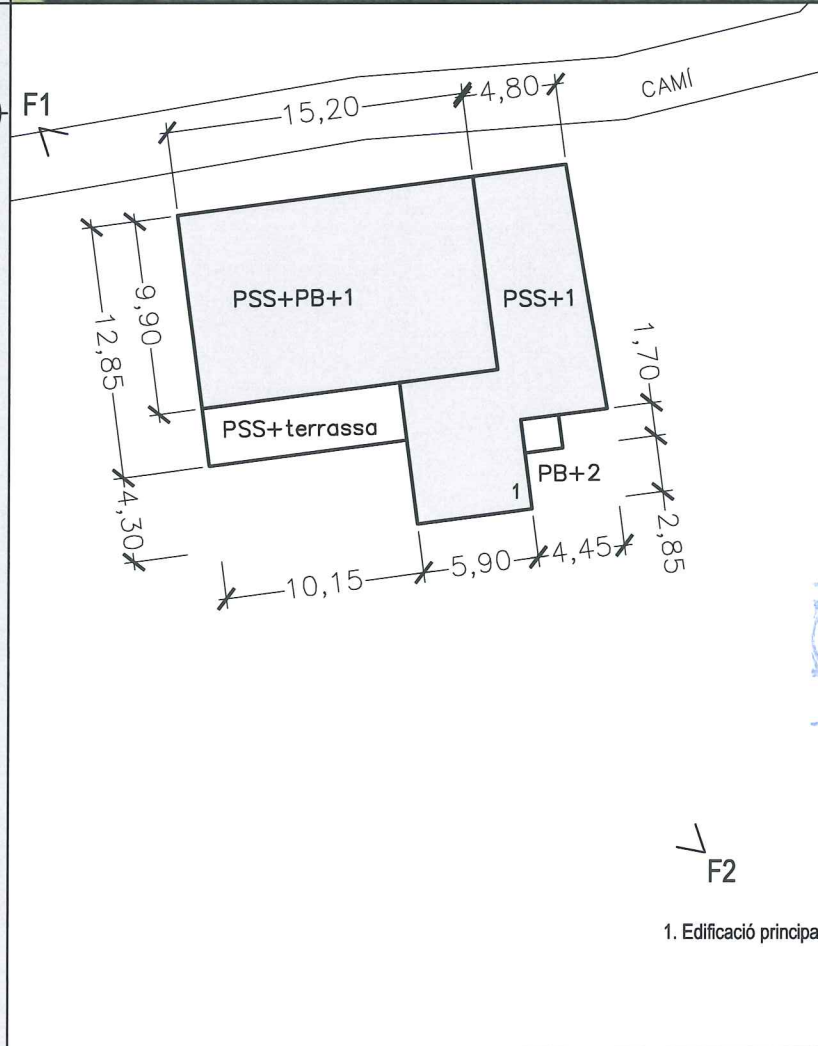 F1
15,20
4,80
CAMÍ
PSS+PB+1
PSS+1
9,90
12,85
1,70
PSS+terrassa
PB+2
1
4,30
2,85
10,15
5,90
4,45
F2
1. Edificació principa